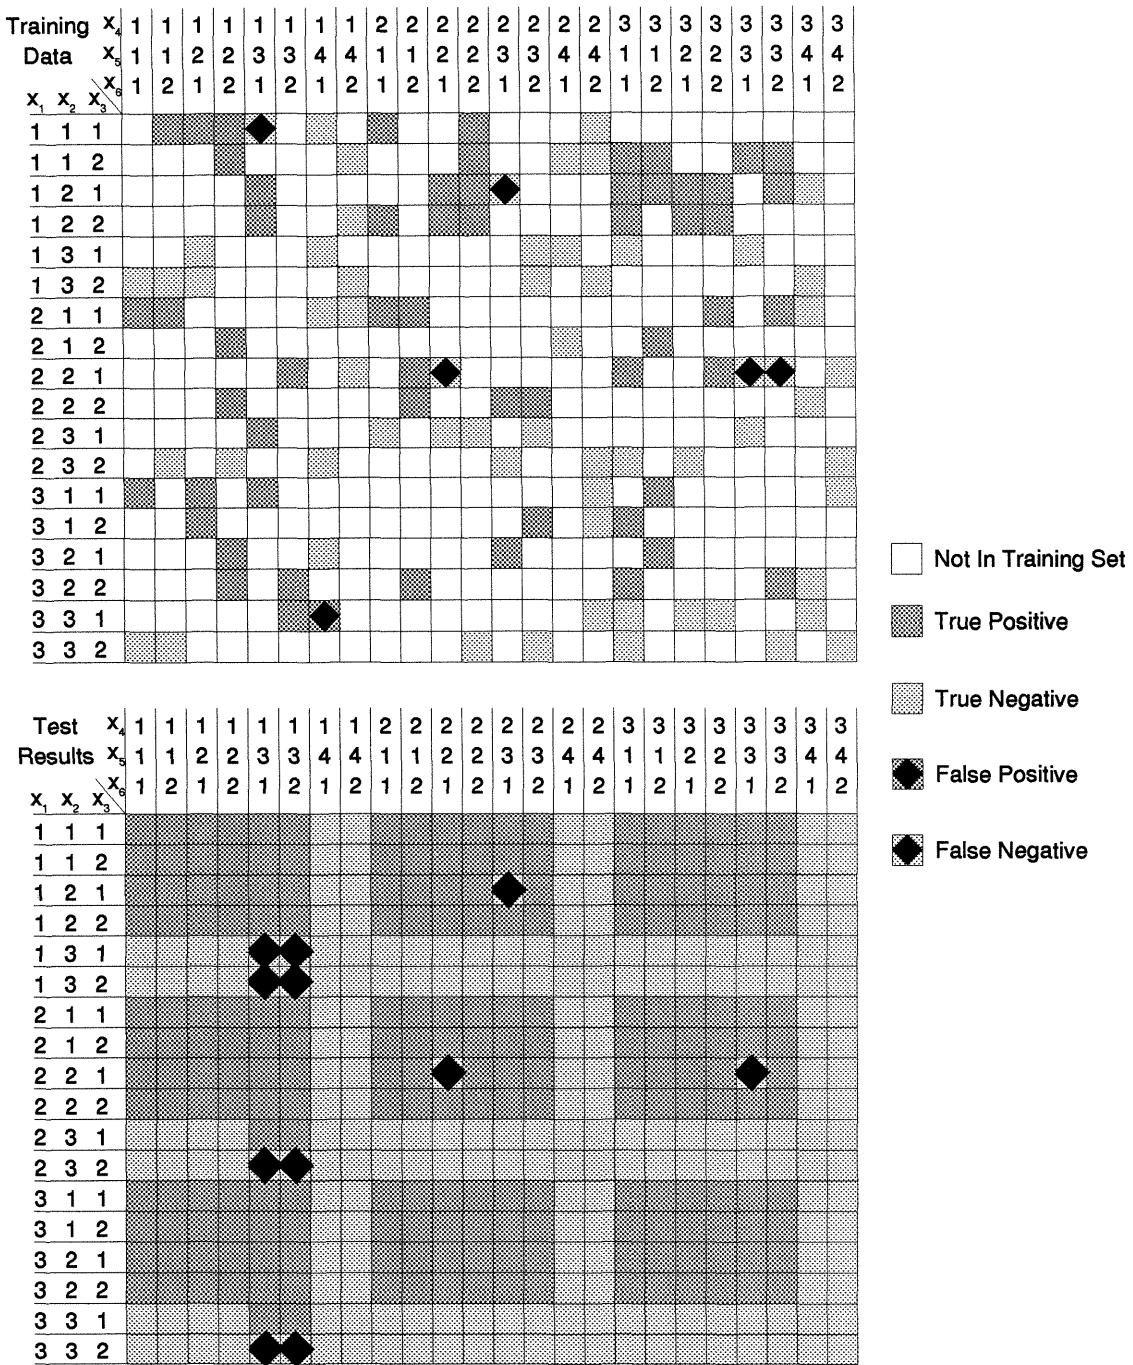 Training X4 1 1 1 1 1 1 1 1 2 2 2 2 2 2 2 2 3 3 3 3 3 3 3 3
Data X5 1 1 2 2 3 3 4 4 1 1 2 2 3 3 4 4 1 1 2 2 3 3 4 4
X6 1 2 1 2 1 2 1 2 1 2 1 2 1 2 1 2 1 2 1 2 1 2 1 2
X1 X2 X3
1 1 1
1 1 2
1 2 1
1 2 2
1 3 1
1 3 2
2 1 1
2 1 2
2 2 1
2 2 2
2 3 1
2 3 2
3 1 1
3 1 2
3 2 1
3 2 2
3 3 1
3 3 2
Not In Training Set
True Positive
True Negative
False Positive
False Negative
Test X4 1 1 1 1 1 1 1 1 2 2 2 2 2 2 2 2 3 3 3 3 3 3 3 3
Results X5 1 1 2 2 3 3 4 4 1 1 2 2 3 3 4 4 1 1 2 2 3 3 4 4
X6 1 2 1 2 1 2 1 2 1 2 1 2 1 2 1 2 1 2 1 2 1 2 1 2
X1 X2 X3
1 1 1
1 1 2
1 2 1
1 2 2
1 3 1
1 3 2
2 1 1
2 1 2
2 2 1
2 2 2
2 3 1
2 3 2
3 1 1
3 1 2
3 2 1
3 2 2
3 3 1
3 3 2